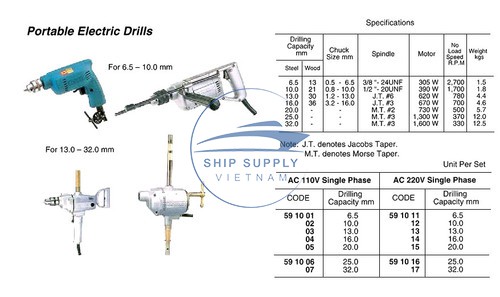 Portable Electric Drills
For 6.5 – 10.0 mm
For 13.0 – 32.0 mm
SHIP SUPPLY
VIETNAM
Specifications
Drilling Capacity mm Chuck Size mm Spindle Motor No Load Speed R.P.M Weight kgs
Steel Wood
6.5 13 0.5 - 6.5 3/8 "- 24UNF 305 W 2,700 1.5
10.0 21 0.8 - 10.0 1/2 "- 20UNF 390 W 1,700 1.8
13.0 30 1.2 - 13.0 J.T. #6 620 W 780 4.4
16.0 36 3.2 - 16.0 J.T. #3 670 W 700 4.6
20.0 - - M.T. #2 730 W 500 5.7
25.0 - - M.T. #3 1,300 W 370 12.0
32.0 - - M.T. #3 1,600 W 330 12.5
Note: J.T. denotes Jacobs Taper.
M.T. denotes Morse Taper.
Unit Per Set
AC 110V Single Phase AC 220V Single Phase
CODE Drilling Capacity mm CODE Drilling Capacity mm
59 10 01 6.5 59 10 11 6.5
02 10.0 12 10.0
03 13.0 13 13.0
04 16.0 14 16.0
05 20.0 15 20.0
59 10 06 25.0 59 10 16 25.0
07 32.0 17 32.0